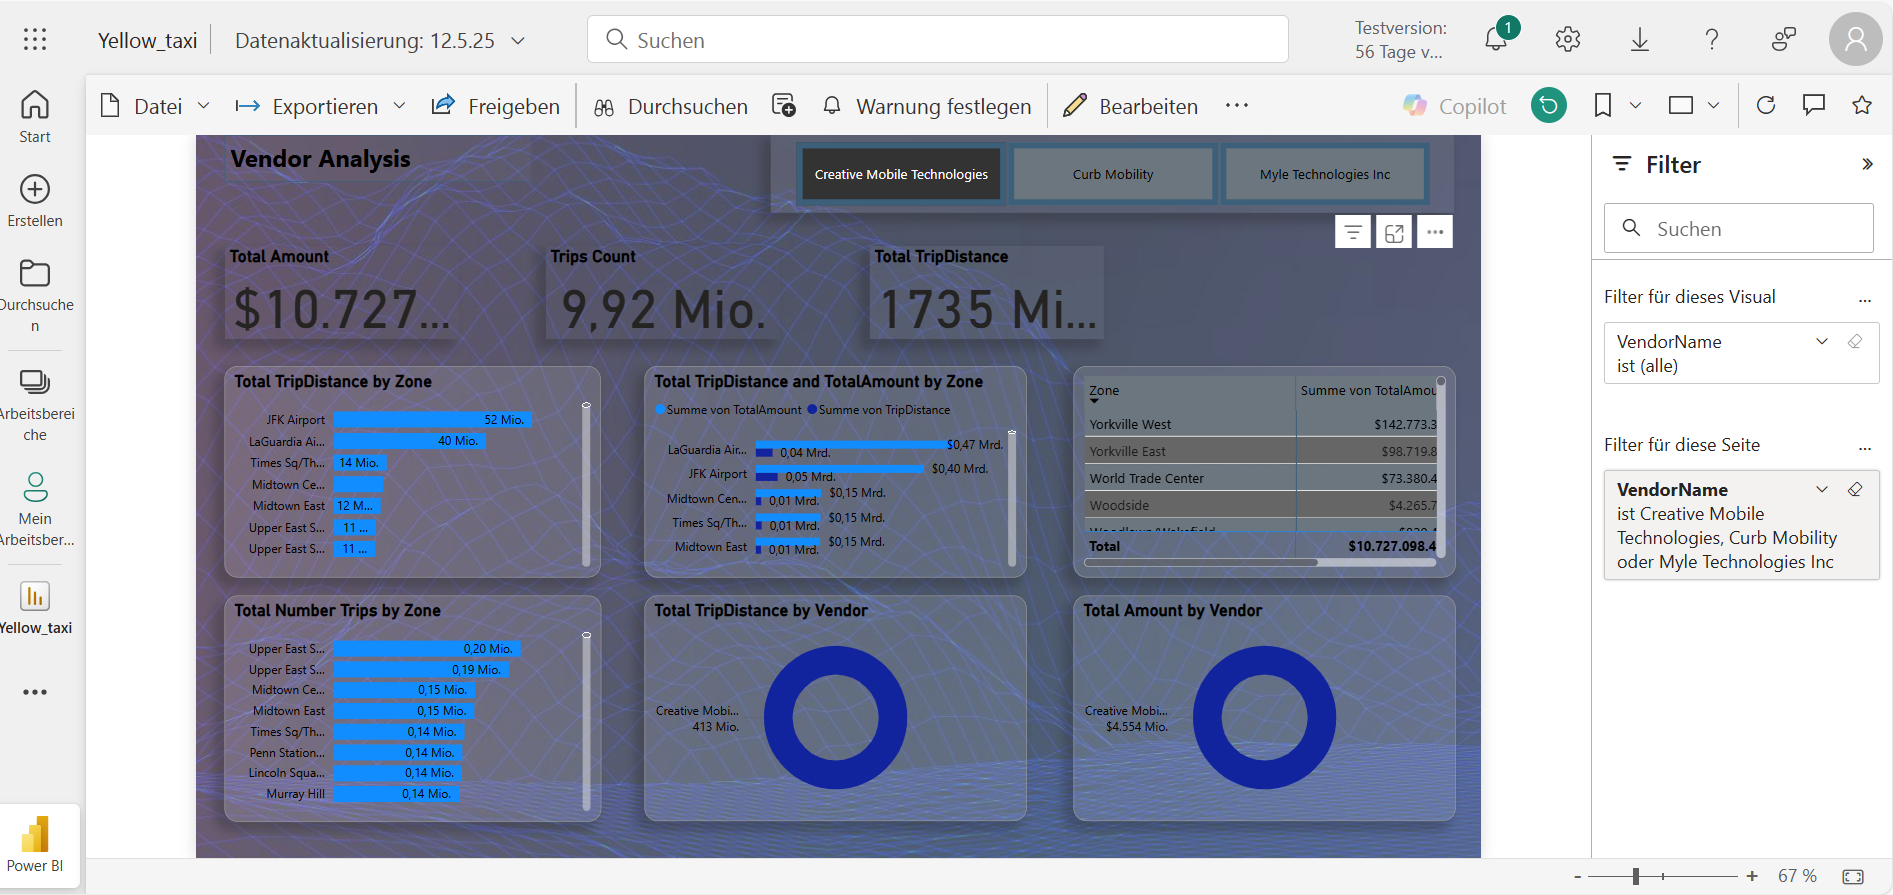 Yellow_taxi
Datenaktualisierung: 12.5.25
Suchen
Testversion:
56 Tage v...
1
Start
Erstellen
Durchsuche
n
Arbeitsberei
che
Mein
Arbeitsber...
Yellow_taxi
Power BI
Datei
Exportieren
Freigeben
Durchsuchen
Warnung festlegen
Bearbeiten
Copilot
Vendor Analysis
Creative Mobile Technologies
Curb Mobility
Myle Technologies Inc
Total Amount
$10.727...
Trips Count
9,92 Mio.
Total TripDistance
1735 Mi...
Total TripDistance by Zone
JFK Airport 52 Mio.
LaGuardia Ai... 40 Mio.
Times Sq/Th... 14 Mio.
Midtown Ce...
Midtown East 12 M...
Upper East S... 11 ...
Upper East S... 11 ...
Total TripDistance and TotalAmount by Zone
Summe von TotalAmount Summe von TripDistance
LaGuardia Air... $0,47 Mrd.
0,04 Mrd.
JFK Airport $0,40 Mrd.
0,05 Mrd.
Midtown Cen... $0,15 Mrd.
0,01 Mrd.
Times Sq/Th... $0,15 Mrd.
0,01 Mrd.
Midtown East $0,15 Mrd.
0,01 Mrd.
Zone Summe von TotalAmou
Yorkville West $142.773.3
Yorkville East $98.719.8
World Trade Center $73.380.4
Woodside $4.265.7
Total $10.727.098.4
Total Number Trips by Zone
Upper East S... 0,20 Mio.
Upper East S... 0,19 Mio.
Midtown Ce... 0,15 Mio.
Midtown East 0,15 Mio.
Times Sq/Th... 0,14 Mio.
Penn Station... 0,14 Mio.
Lincoln Squa... 0,14 Mio.
Murray Hill 0,14 Mio.
Total TripDistance by Vendor
Creative Mobi...
413 Mio.
Total Amount by Vendor
Creative Mobi...
$4.554 Mio.
Filter
Suchen
Filter für dieses Visual ...
VendorName
ist (alle)
Filter für diese Seite ...
VendorName
ist Creative Mobile
Technologies, Curb Mobility
oder Myle Technologies Inc
- + 67 %